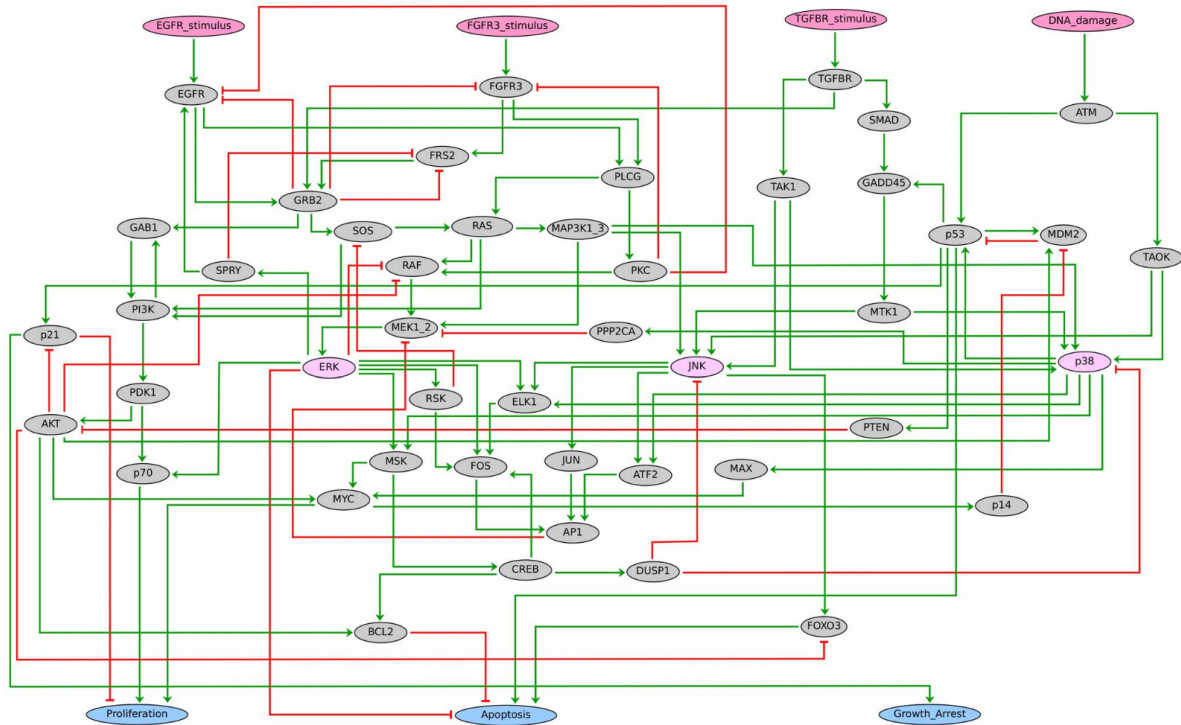 EGFR_stimulus
FGFR3_stimulus
TGFBR_stimulus
DNA_damage
EGFR
FGFR3
TGFBR
ATM
SMAD
FRS2
PLCG
TAK1
GADD45
GRB2
GAB1
SOS
RAS
MAP3K1_3
p53
MDM2
TAOK
SPRY
RAF
PKC
PI3K
MTK1
p21
MEK1_2
PPP2CA
ERK
JNK
p38
PDK1
RSK
ELK1
AKT
PTEN
p70
MSK
FOS
JUN
ATF2
MAX
MYC
p14
AP1
CREB
DUSP1
BCL2
FOXO3
Proliferation
Apoptosis
Growth_Arrest